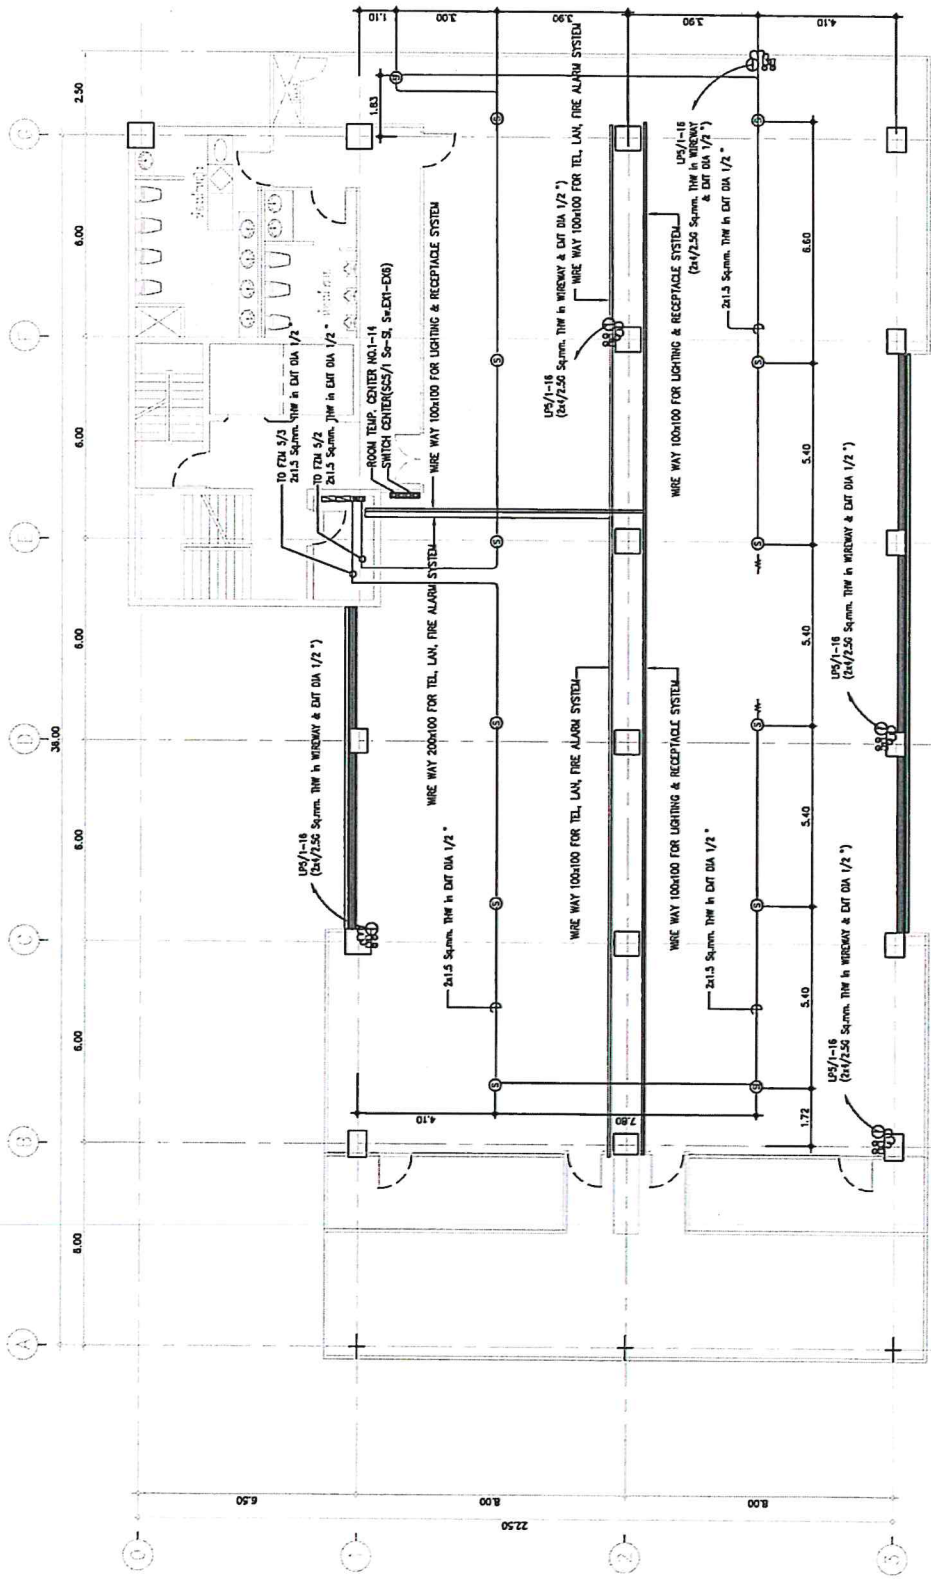 A
B
C
D
E
F
G
38.00
6.00
6.00
6.00
6.00
6.00
6.00
2.50
0
1
2
3
22.50
6.50
8.00
8.00
1.10
3.00
3.90
3.90
4.10
1.83
TO FZM 5/3
2x1.5 Sq.mm. THW in EMT DIA 1/2 "
TO FZM 5/2
2x1.5 Sq.mm. THW in EMT DIA 1/2 "
ROOM TEMP. CENTER NO.1-14
SWITCH CENTER(SC5/1 Sa-SI, Sw.EX1-EX6)
WIRE WAY 100x100 FOR LIGHTING & RECEPTACLE SYSTEM
WIRE WAY 200x100 FOR TEL, LAN, FIRE ALARM SYSTEM
WIRE WAY 100x100 FOR TEL, LAN, FIRE ALARM SYSTEM
LP5/1-16
(2x4/2.5G Sq.mm. THW in WIREWAY & EMT DIA 1/2 ")
LP5/1-16
(2x4/2.5G Sq.mm. THW in WIREWAY & EMT DIA 1/2 ")
WIRE WAY 100x100 FOR LIGHTING & RECEPTACLE SYSTEM
LP5/1-16
(2x4/2.5G Sq.mm. THW in WIREWAY
& EMT DIA 1/2 ")
2x1.5 Sq.mm. THW in EMT DIA 1/2 "
2x1.5 Sq.mm. THW in EMT DIA 1/2 "
WIRE WAY 100x100 FOR TEL, LAN, FIRE ALARM SYSTEM
WIRE WAY 100x100 FOR LIGHTING & RECEPTACLE SYSTEM
2x1.5 Sq.mm. THW in EMT DIA 1/2 "
LP5/1-16
(2x4/2.5G Sq.mm. THW in WIREWAY & EMT DIA 1/2 ")
LP5/1-16
(2x4/2.5G Sq.mm. THW in WIREWAY & EMT DIA 1/2 ")
4.10
7.80
1.72
5.40
5.40
5.40
5.40
6.60
S
S
S
S
S
S
S
S
S
S
S
S
S